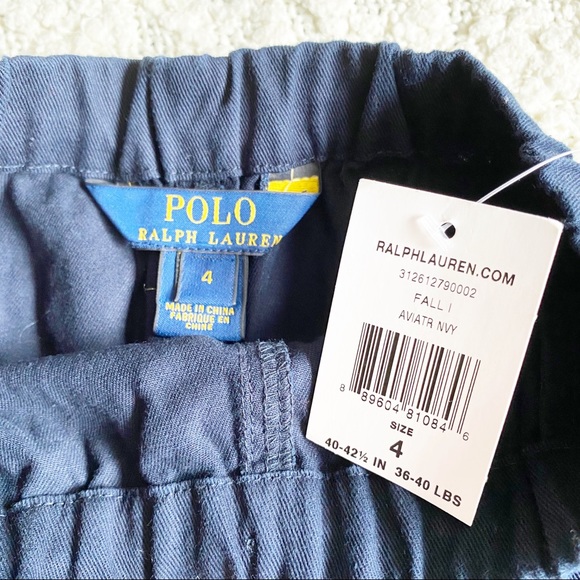 POLO
RALPH LAUREN
4
MADE IN CHINA
FABRIQUE EN
CHINE
RALPHLAUREN.COM
312612790002
FALL I
AVIATR NVY
8 89604 81084 6
SIZE
4
40-42½ IN 36-40 LBS